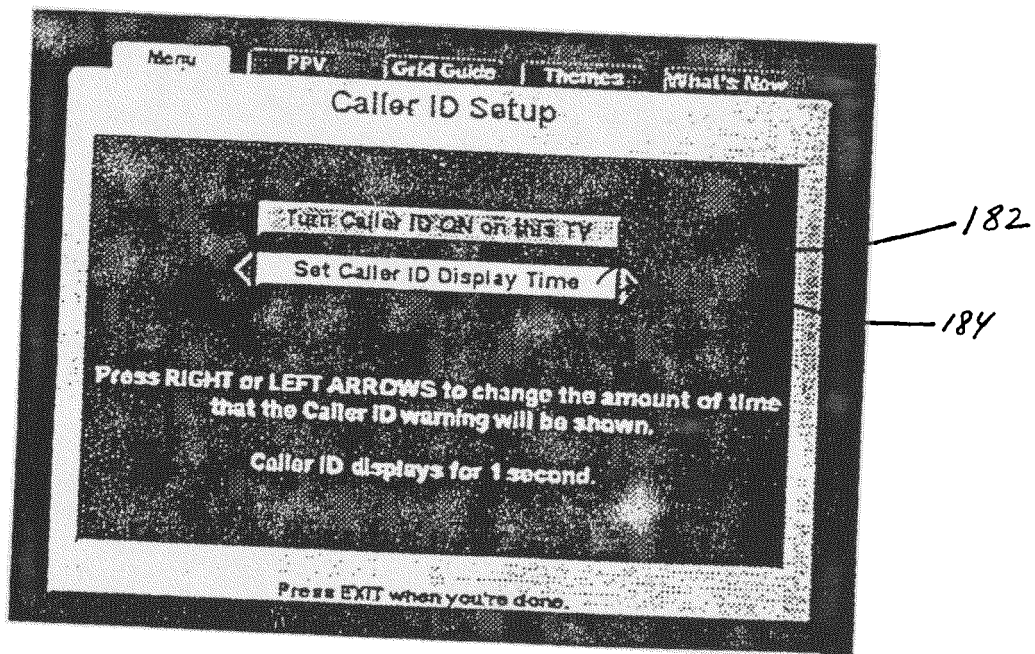 Menu PPV Grid Guide Themes What's Now
Caller ID Setup
Turn Caller ID ON on this TV
Set Caller ID Display Time
Press RIGHT or LEFT ARROWS to change the amount of time
that the Caller ID warning will be shown.
Caller ID displays for 1 second.
Press EXIT when you're done.
182
184